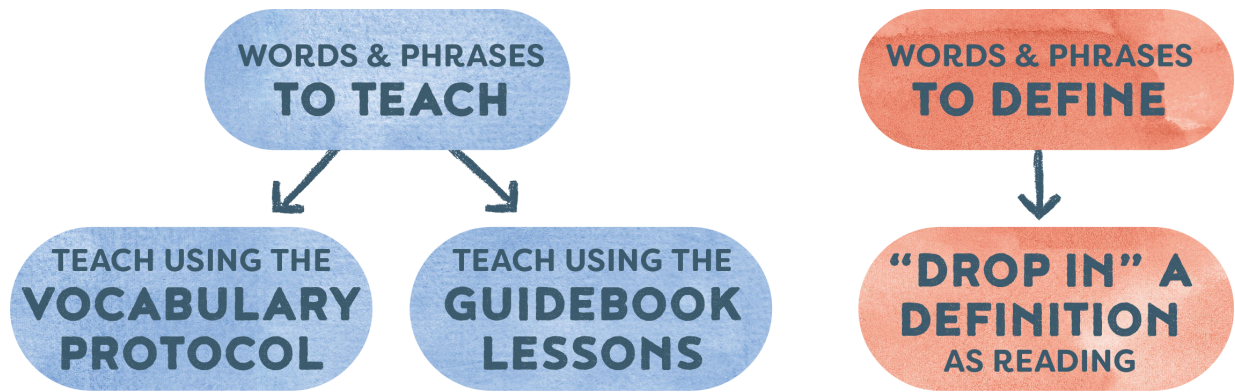 WORDS & PHRASES
TO TEACH
TEACH USING THE
VOCABULARY
PROTOCOL
TEACH USING THE
GUIDEBOOK
LESSONS
WORDS & PHRASES
TO DEFINE
“DROP IN” A
DEFINITION
AS READING